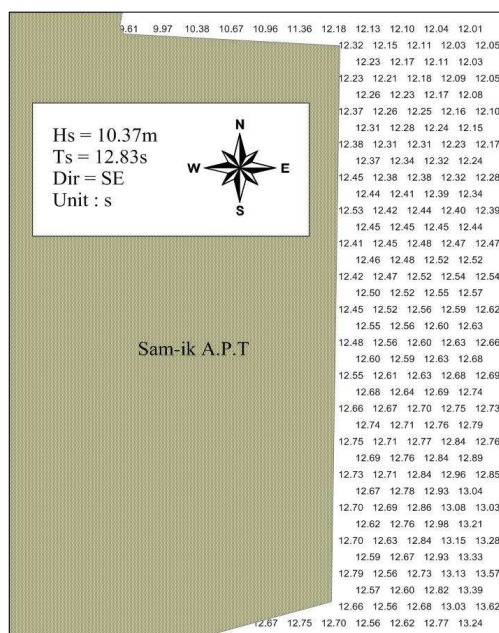 9.61 9.97 10.38 10.67 10.96 11.36 12.18 12.13 12.10 12.04 12.01
12.32 12.15 12.11 12.03 12.05
12.23 12.17 12.11 12.03
12.23 12.21 12.18 12.09 12.05
12.26 12.23 12.17 12.08
12.37 12.26 12.25 12.16 12.10
12.31 12.28 12.24 12.15
12.38 12.31 12.31 12.23 12.17
12.37 12.34 12.32 12.24
12.45 12.38 12.38 12.32 12.28
12.44 12.41 12.39 12.34
12.53 12.42 12.44 12.40 12.39
12.45 12.45 12.45 12.44
12.41 12.45 12.48 12.47 12.47
12.46 12.48 12.52 12.52
12.42 12.47 12.52 12.54 12.54
12.50 12.52 12.55 12.57
12.45 12.52 12.56 12.59 12.62
12.55 12.56 12.60 12.63
12.48 12.56 12.60 12.63 12.66
12.60 12.59 12.63 12.68
12.55 12.61 12.63 12.68 12.69
12.68 12.64 12.69 12.74
12.66 12.67 12.70 12.75 12.73
12.74 12.71 12.76 12.79
12.75 12.71 12.77 12.84 12.76
12.69 12.76 12.84 12.89
12.73 12.71 12.84 12.96 12.85
12.67 12.78 12.93 13.04
12.70 12.69 12.86 13.08 13.03
12.62 12.76 12.98 13.21
12.70 12.63 12.84 13.15 13.28
12.59 12.67 12.93 13.33
12.79 12.56 12.73 13.13 13.57
12.57 12.60 12.82 13.39
12.66 12.56 12.68 13.03 13.62
12.67 12.75 12.70 12.56 12.62 12.77 13.24
Hs = 10.37m
Ts = 12.83s
Dir = SE
Unit : s
N
W E
S
Sam-ik A.P.T